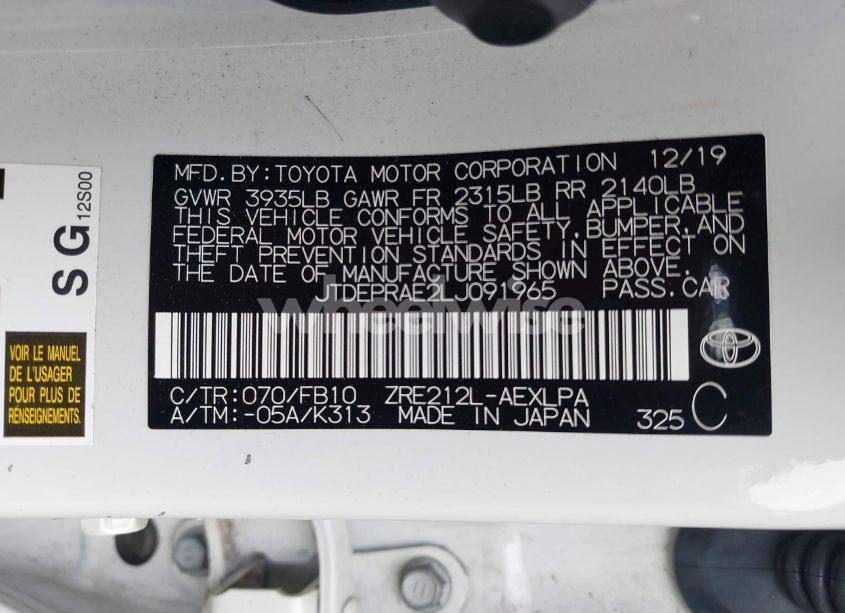 MFD.BY:TOYOTA MOTOR CORPORATION 12/19
GVWR 3935LB GAWR FR 2315LB RR 2140LB
THIS VEHICLE CONFORMS TO ALL APPLICABLE
FEDERAL MOTOR VEHICLE SAFETY,BUMPER,AND
THEFT PREVENTION STANDARDS IN EFFECT ON
THE DATE OF MANUFACTURE SHOWN ABOVE.
JTDEPRAE2LJ091965 PASS.CAR
wheelwise
C/TR:070/FB10 ZRE212L-AEXLPA
A/TM:-05A/K313 MADE IN JAPAN 325 C
SG
12S00
VOIR LE MANUEL
DE L'USAGER
POUR PLUS DE
RENSEIGNEMENTS.